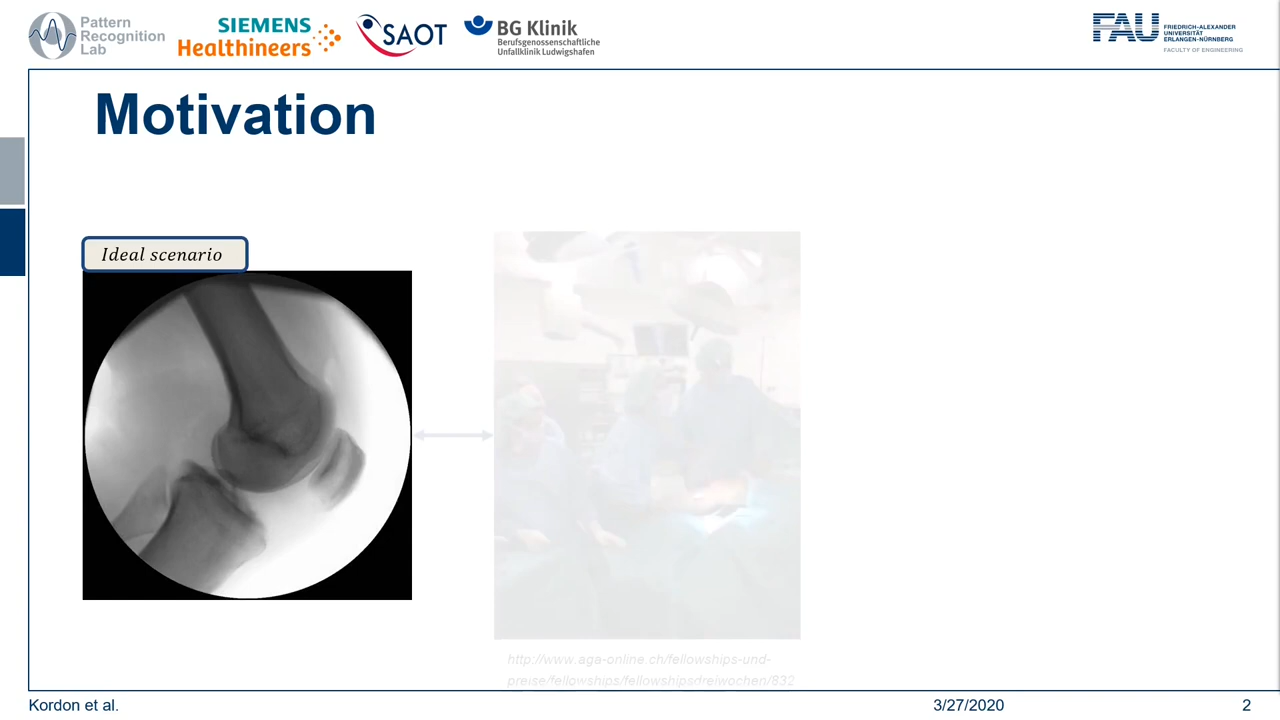 Pattern
Recognition
Lab
SIEMENS
Healthineers
SAOT
BG Klinik
Berufsgenossenschaftliche
Unfallklinik Ludwigshafen
FAU
FRIEDRICH-ALEXANDER
UNIVERSITÄT
ERLANGEN-NÜRNBERG
FACULTY OF ENGINEERING
Motivation
Ideal scenario
http://www.aga-online.ch/fellowships-und-
preise/fellowships/fellowshipsdreiwochen/832
Kordon et al.
3/27/2020
2